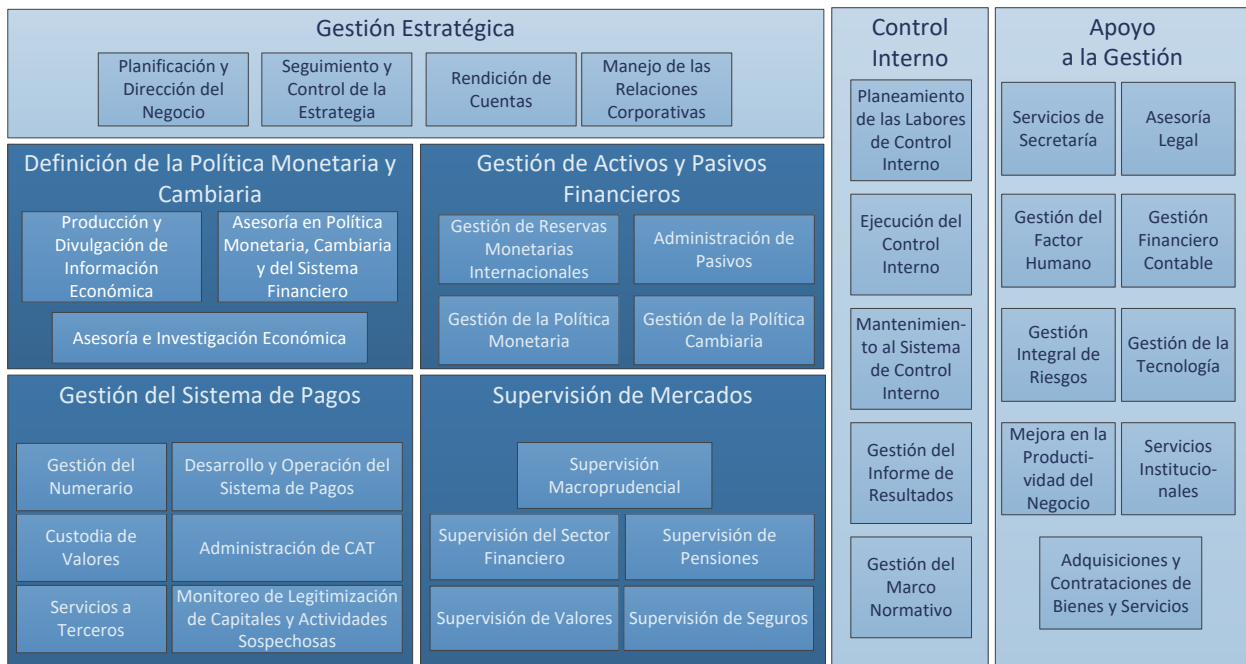 Gestión Estratégica
Planificación y
Dirección del
Negocio
Seguimiento y
Control de la
Estrategia
Rendición de
Cuentas
Manejo de las
Relaciones
Corporativas
Definición de la Política Monetaria y
Cambiaria
Producción y
Divulgación de
Información
Económica
Asesoría en Política
Monetaria, Cambiaria
y del Sistema
Financiero
Asesoría e Investigación Económica
Gestión de Activos y Pasivos
Financieros
Gestión de Reservas
Monetarias
Internacionales
Administración de
Pasivos
Gestión de la Política
Monetaria
Gestión de la Política
Cambiaria
Gestión del Sistema de Pagos
Gestión del
Numerario
Desarrollo y Operación del
Sistema de Pagos
Custodia de
Valores
Administración de CAT
Servicios a
Terceros
Monitoreo de Legitimización
de Capitales y Actividades
Sospechosas
Supervisión de Mercados
Supervisión
Macroprudencial
Supervisión del Sector
Financiero
Supervisión de
Pensiones
Supervisión de Valores
Supervisión de Seguros
Control
Interno
Planeamiento
de las Labores
de Control
Interno
Ejecución del
Control
Interno
Mantenimien-
to al Sistema
de Control
Interno
Gestión del
Informe de
Resultados
Gestión del
Marco
Normativo
Apoyo
a la Gestión
Servicios de
Secretaría
Asesoría
Legal
Gestión del
Factor
Humano
Gestión
Financiero
Contable
Gestión
Integral de
Riesgos
Gestión de la
Tecnología
Mejora en la
Producti-
vidad del
Negocio
Servicios
Institucio-
nales
Adquisiciones y
Contrataciones de
Bienes y Servicios